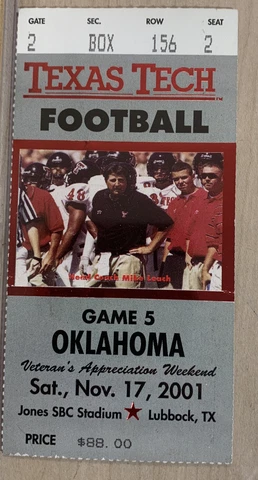 GATE SEC. ROW SEAT
2 BOX 156 2
TEXAS TECH
FOOTBALL
Head Coach Mike Leach
GAME 5
OKLAHOMA
Veteran's Appreciation Weekend
Sat., Nov. 17, 2001
Jones SBC Stadium ★ Lubbock, TX
PRICE $88.00